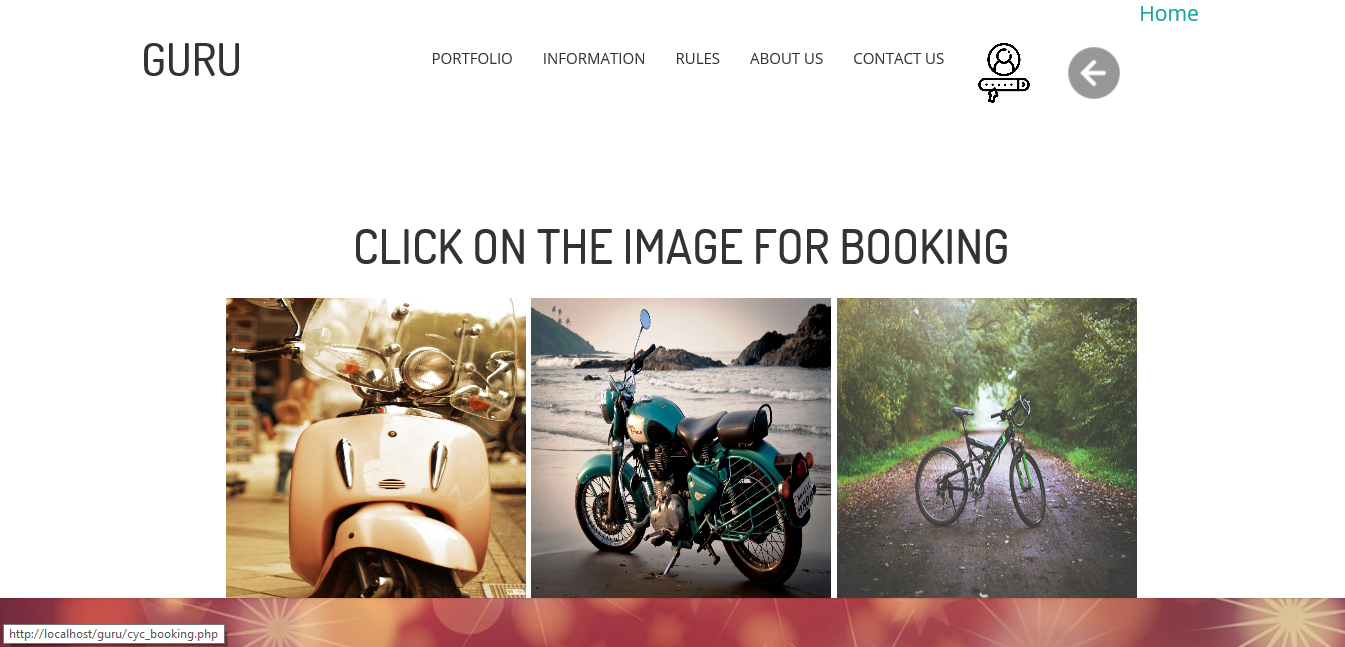 Home
GURU
PORTFOLIO INFORMATION RULES ABOUT US CONTACT US
CLICK ON THE IMAGE FOR BOOKING
http://localhost/guru/cyc_booking.php